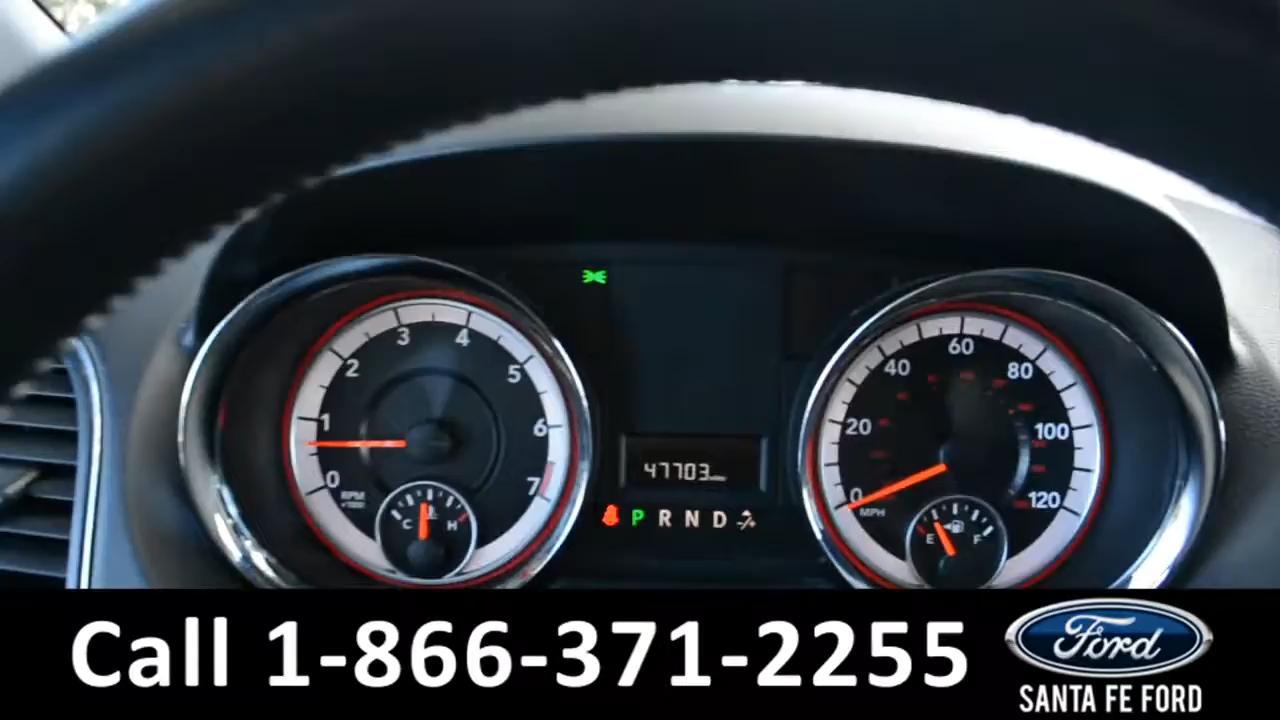 3 4
2 5
1 6
0 7
RPM
C H
60
40 80
20 100
0 120
MPH
E F
47703
P R N D
Call 1-866-371-2255
Ford
SANTA FE FORD